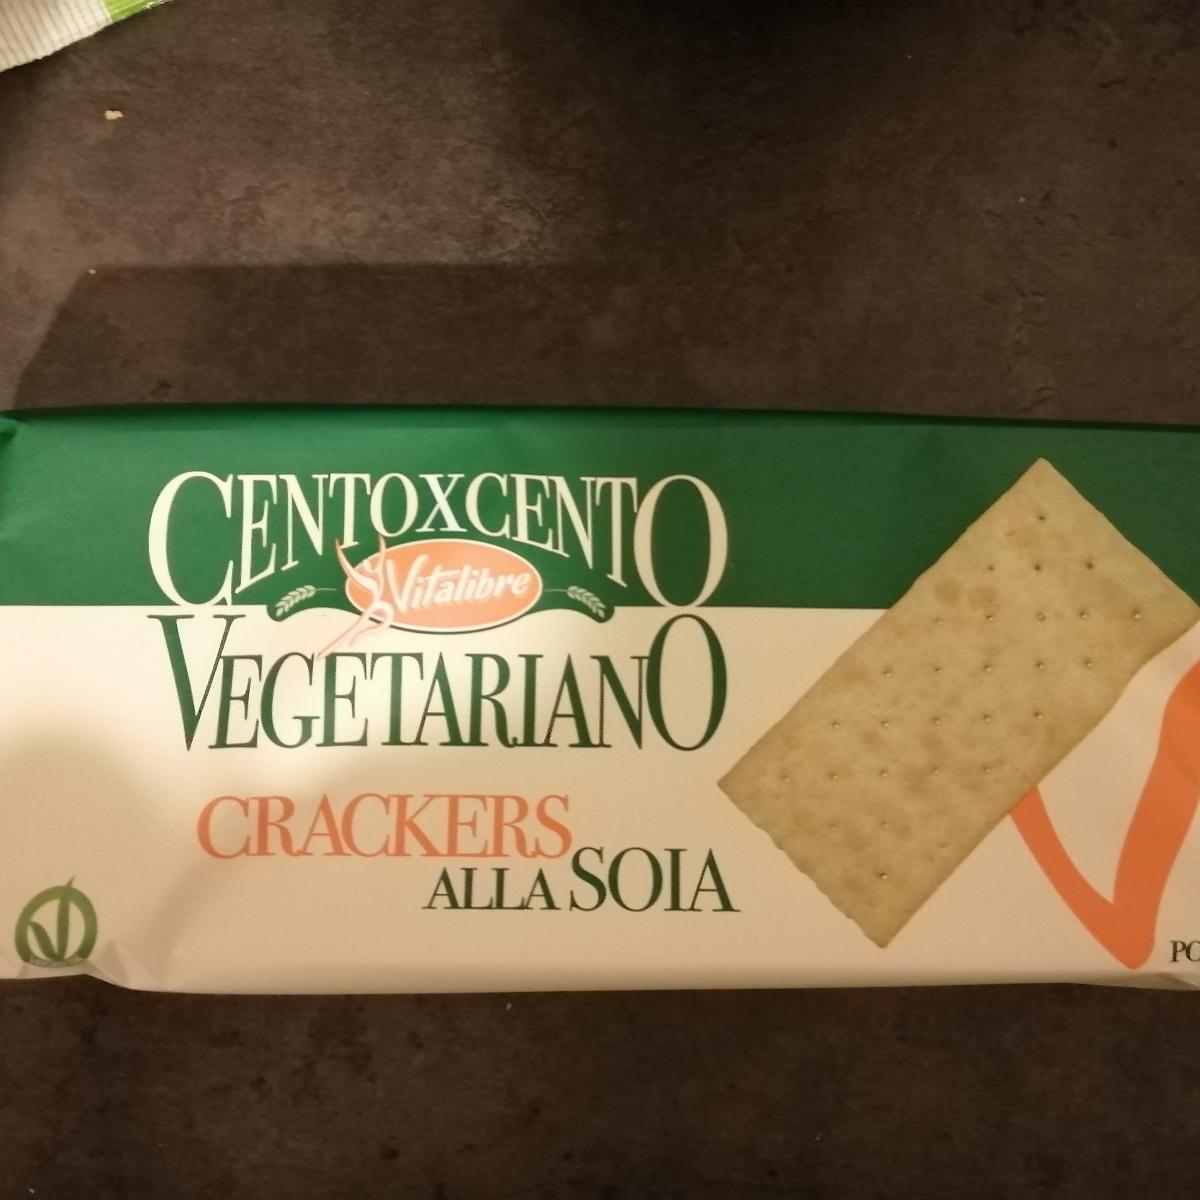 CENTOXCENTO
Vitalibre
VEGETARIANO
CRACKERS
ALLA SOIA
PO